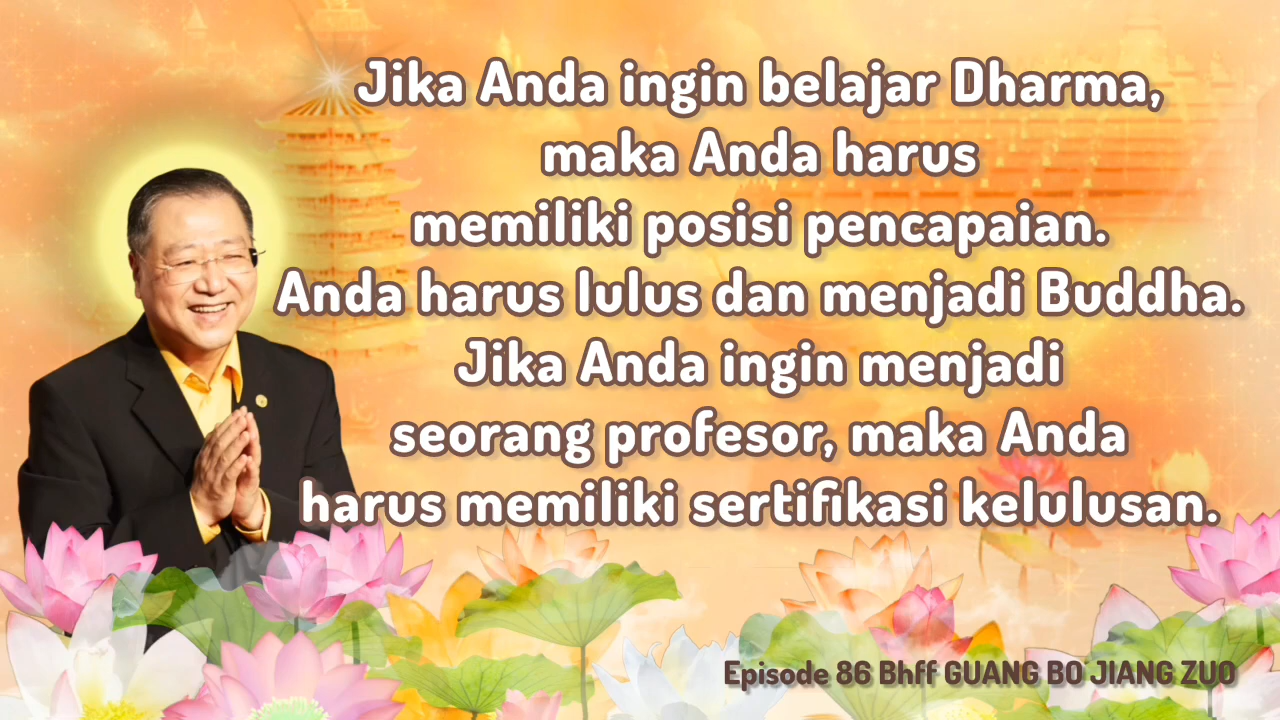 Jika Anda ingin belajar Dharma,
maka Anda harus
memiliki posisi pencapaian.
Anda harus lulus dan menjadi Buddha.
Jika Anda ingin menjadi
seorang profesor, maka Anda
harus memiliki sertifikasi kelulusan.
Episode 86 Bhff GUANG BO JIANG ZUO